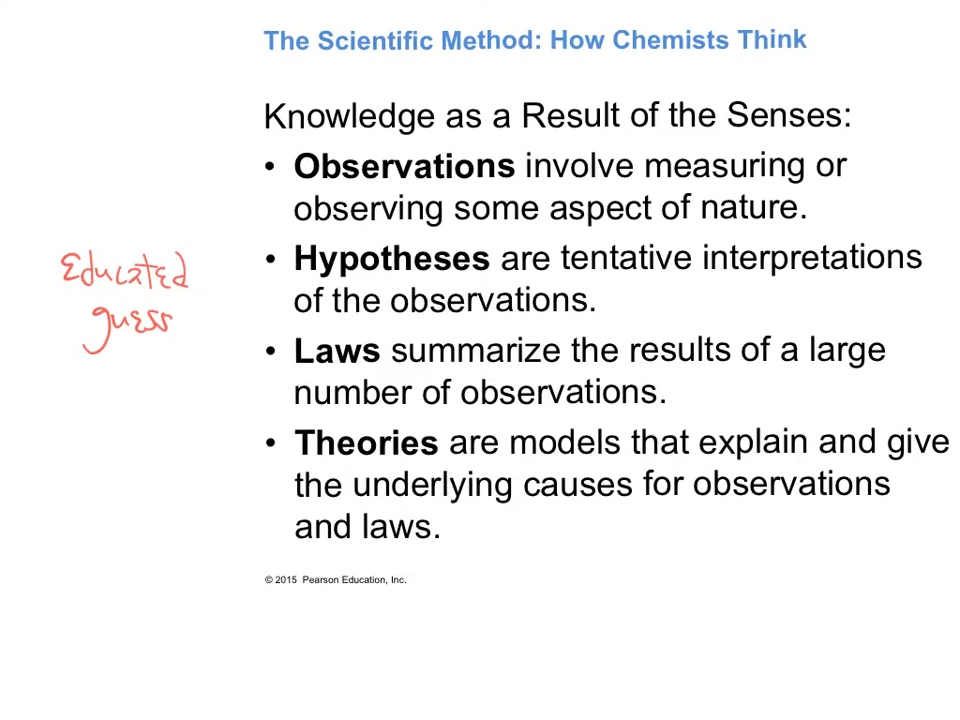 The Scientific Method: How Chemists Think
Knowledge as a Result of the Senses:
• Observations involve measuring or
observing some aspect of nature.
• Hypotheses are tentative interpretations
of the observations.
Educated
guess
• Laws summarize the results of a large
number of observations.
• Theories are models that explain and give
the underlying causes for observations
and laws.
© 2015 Pearson Education, Inc.